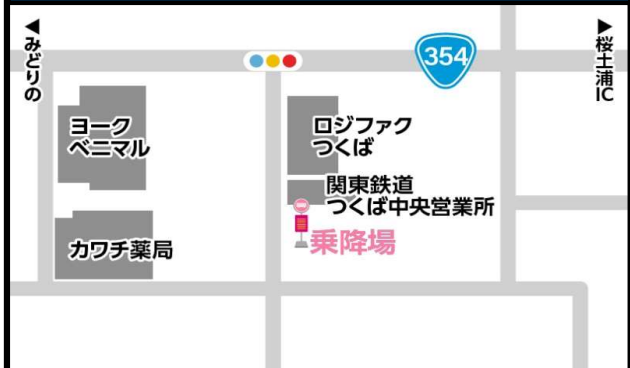 ▲みどりの
354
▶桜土浦IC
ヨーク
ベニマル
ロジファク
つくば
関東鉄道
つくば中央営業所
カワチ薬局
乗降場